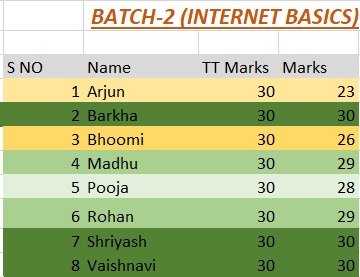 BATCH-2 (INTERNET BASICS)
S NO Name TT Marks Marks
1 Arjun 30 23
2 Barkha 30 30
3 Bhoomi 30 26
4 Madhu 30 29
5 Pooja 30 28
6 Rohan 30 29
7 Shriyash 30 30
8 Vaishnavi 30 30